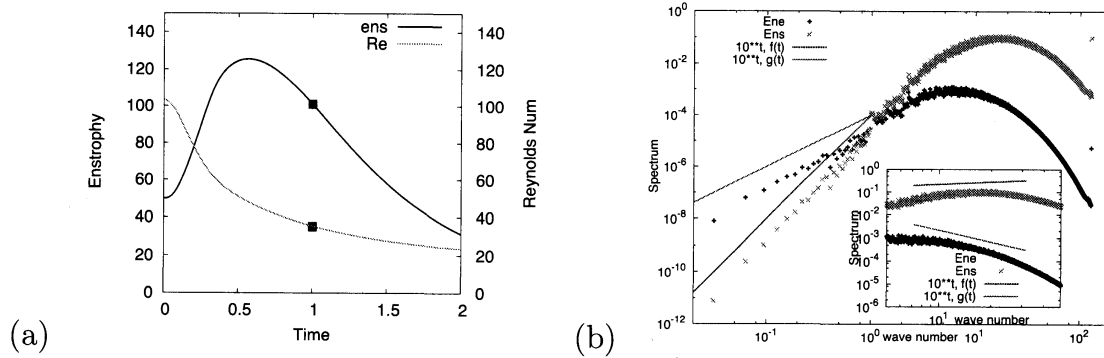 (a)
Enstrophy
140
120
100
80
60
40
20
0
ens
Re
140
120
100
80
60
40
20
0
Reynolds Num
0
0.5
1
1.5
2
Time
(b)
Spectrum
10^0
10^-2
10^-4
10^-6
10^-8
10^-10
10^-12
Ene
Ens
10**t, f(t)
10**t, g(t)
10^-1
10^0
10^1
10^2
wave number
Spectrum
10^0
10^-1
10^-2
10^-3
10^-4
10^-5
10^-6
Ene
Ens
10**t, f(t)
10**t, g(t)
10^1
wave number